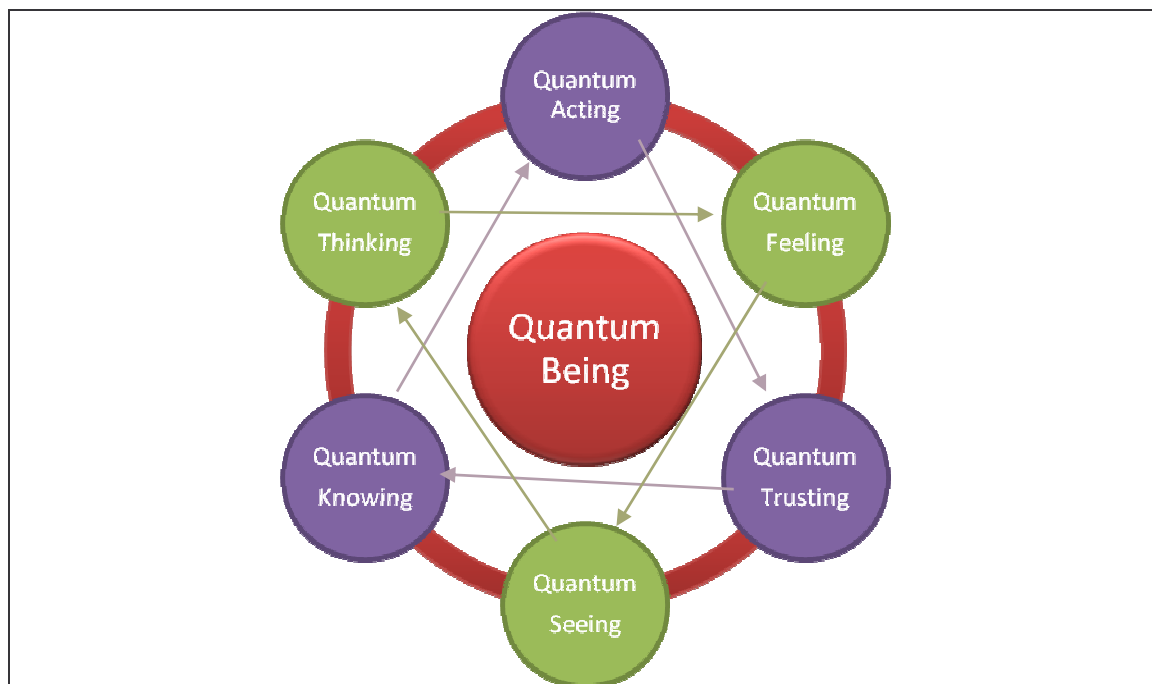 Quantum
Acting
Quantum
Thinking
Quantum
Feeling
Quantum
Being
Quantum
Knowing
Quantum
Trusting
Quantum
Seeing